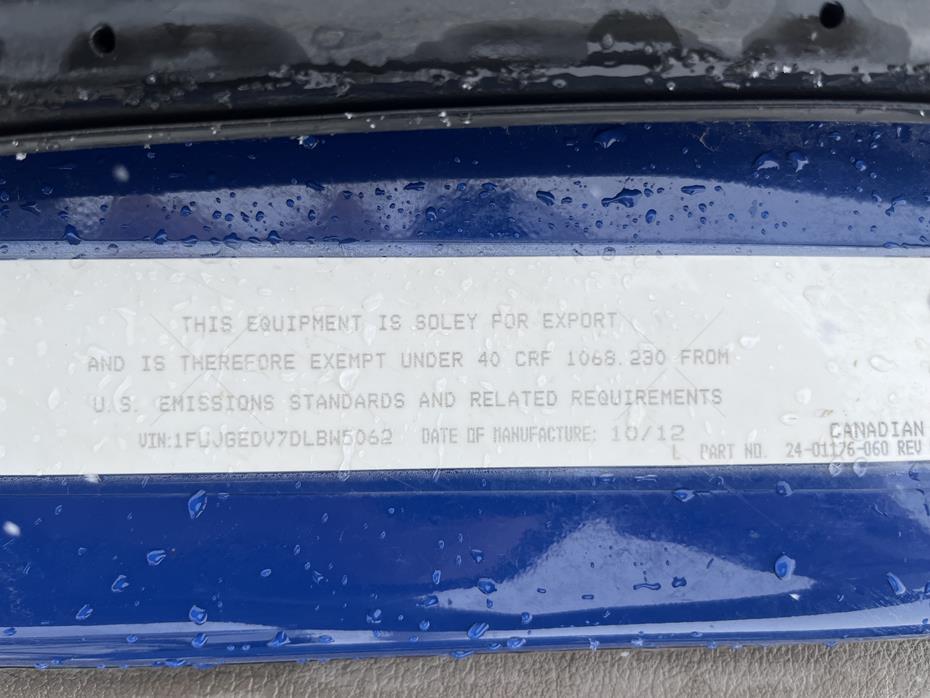 THIS EQUIPMENT IS SOLEY FOR EXPORT
AND IS THEREFORE EXEMPT UNDER 40 CRF 1068.230 FROM
U.S. EMISSIONS STANDARDS AND RELATED REQUIREMENTS
VIN:1FUJGEDV7DLBW5062 DATE OF MANUFACTURE: 10/12
CANADIAN
L PART NO. 24-01176-060 REV